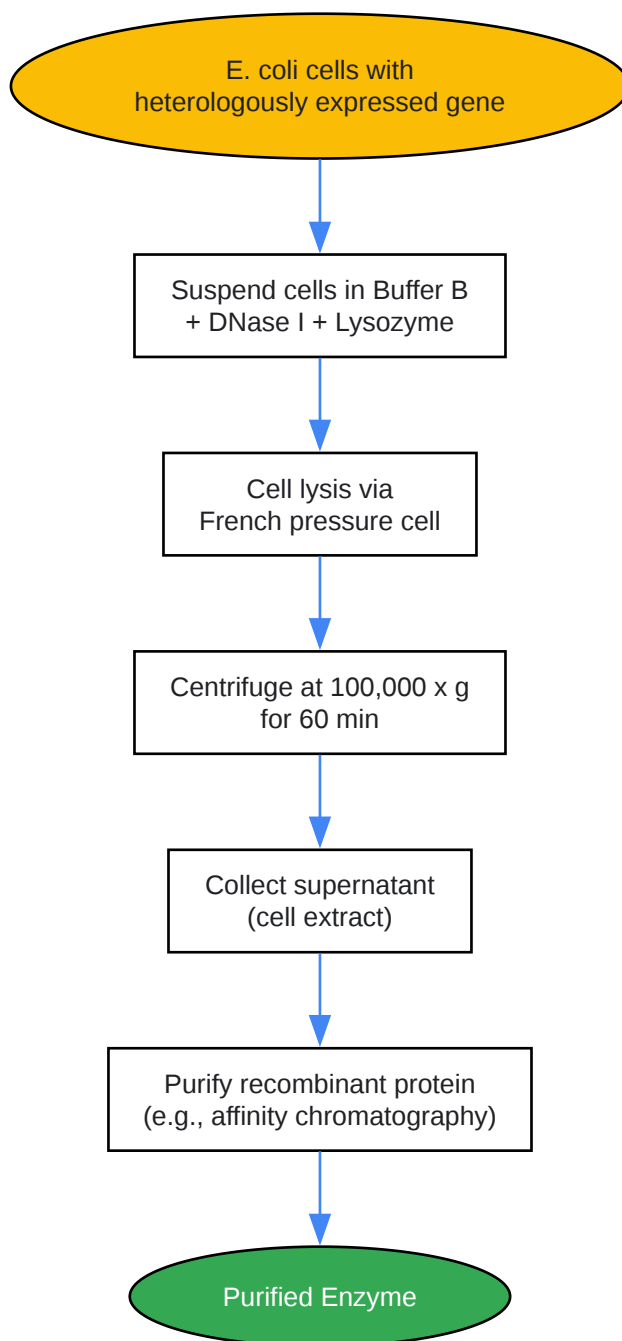 E. coli cells with
heterologously expressed gene
Suspend cells in Buffer B
+ DNase I + Lysozyme
Cell lysis via
French pressure cell
Centrifuge at 100,000 x g
for 60 min
Collect supernatant
(cell extract)
Purify recombinant protein
(e.g., affinity chromatography)
Purified Enzyme